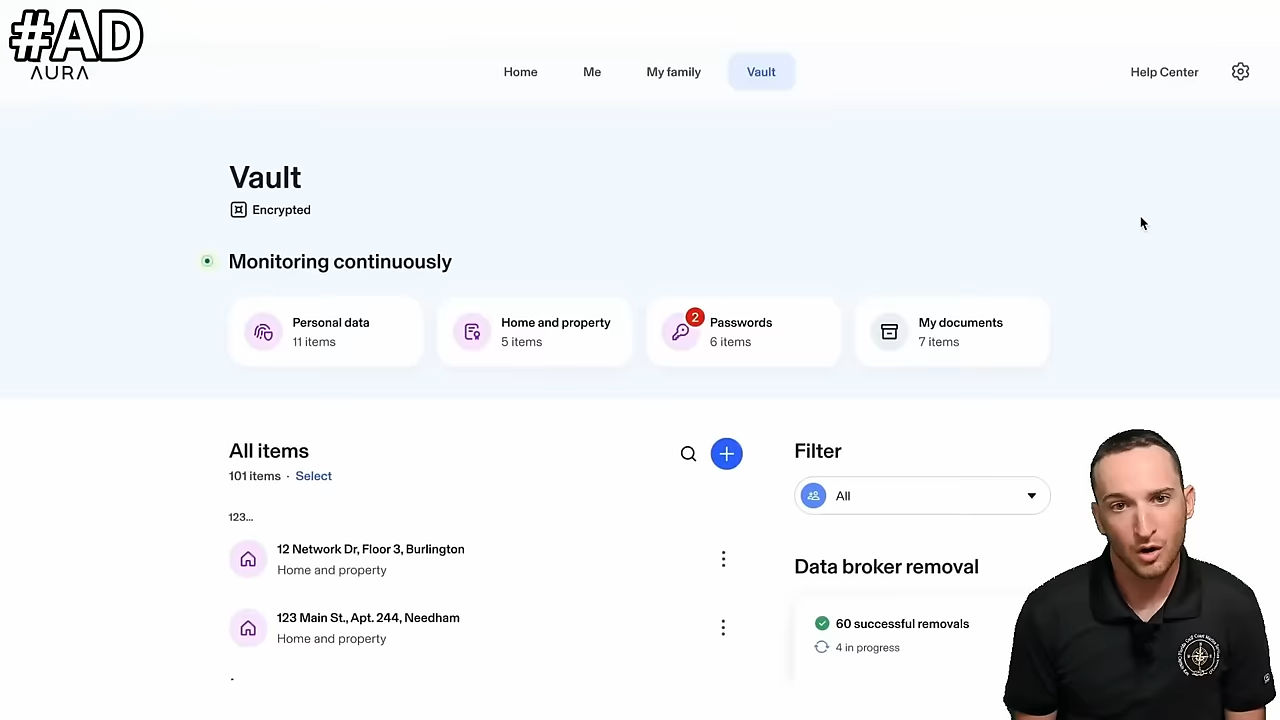 #AD
AURA
Home Me My family Vault Help Center
Vault
Encrypted
Monitoring continuously
Personal data
11 items
Home and property
5 items
2
Passwords
6 items
My documents
7 items
All items
101 items · Select
123...
12 Network Dr, Floor 3, Burlington
Home and property
123 Main St., Apt. 244, Needham
Home and property
Filter
All
Data broker removal
60 successful removals
4 in progress